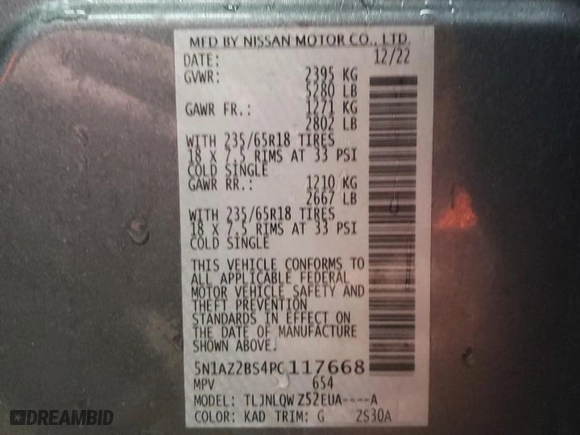 MFD BY NISSAN MOTOR CO., LTD.
DATE: 12/22
GVWR: 2395 KG
5280 LB
GAWR FR.: 1271 KG
2802 LB
WITH 235/65R18 TIRES
18 X 7.5 RIMS AT 33 PSI
COLD SINGLE
GAWR RR.: 1210 KG
2667 LB
WITH 235/65R18 TIRES
18 X 7.5 RIMS AT 33 PSI
COLD SINGLE
THIS VEHICLE CONFORMS TO
ALL APPLICABLE FEDERAL
MOTOR VEHICLE SAFETY AND
THEFT PREVENTION
STANDARDS IN EFFECT ON
THE DATE OF MANUFACTURE
SHOWN ABOVE.
5N1AZ2BS4PC117668
MPV 654
MODEL: TLJNLQWZ52EUA----A
COLOR: KAD TRIM: G ZS30A
DREAMBID